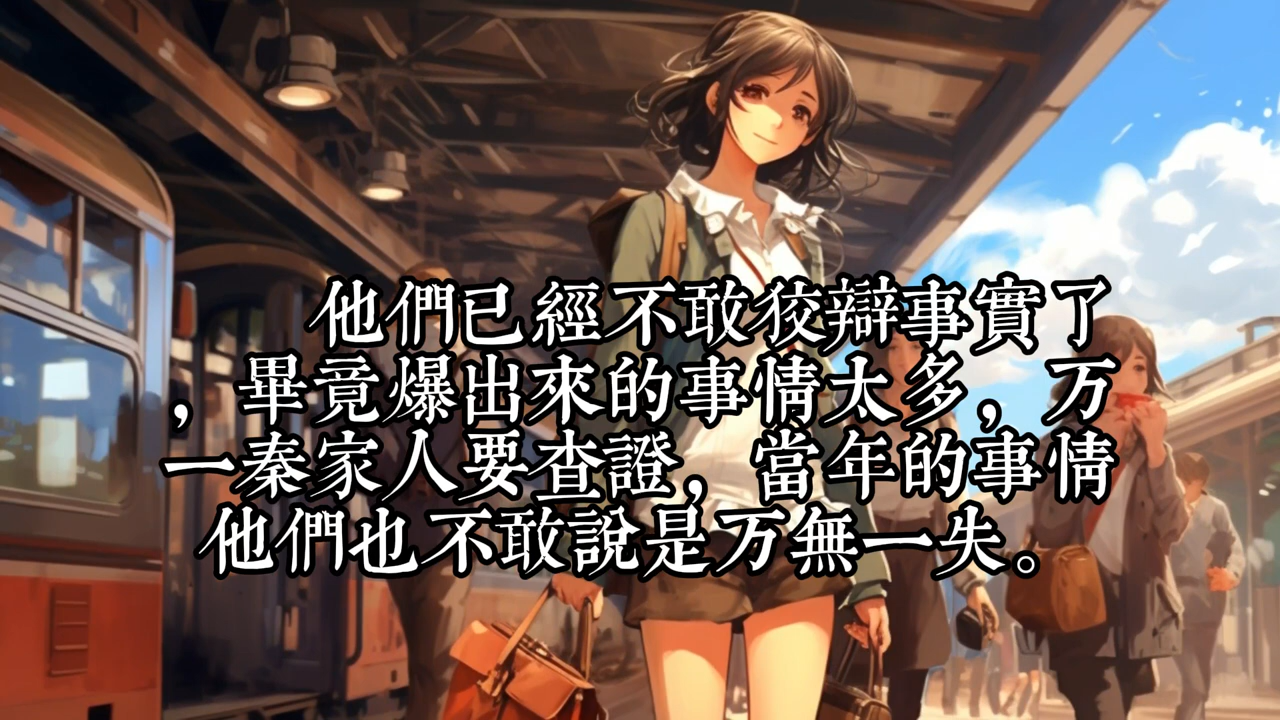 他們已經不敢狡辯事實了
，畢竟爆出來的事情太多，万
一秦家人要查證，當年的事情
他們也不敢說是万無一失。